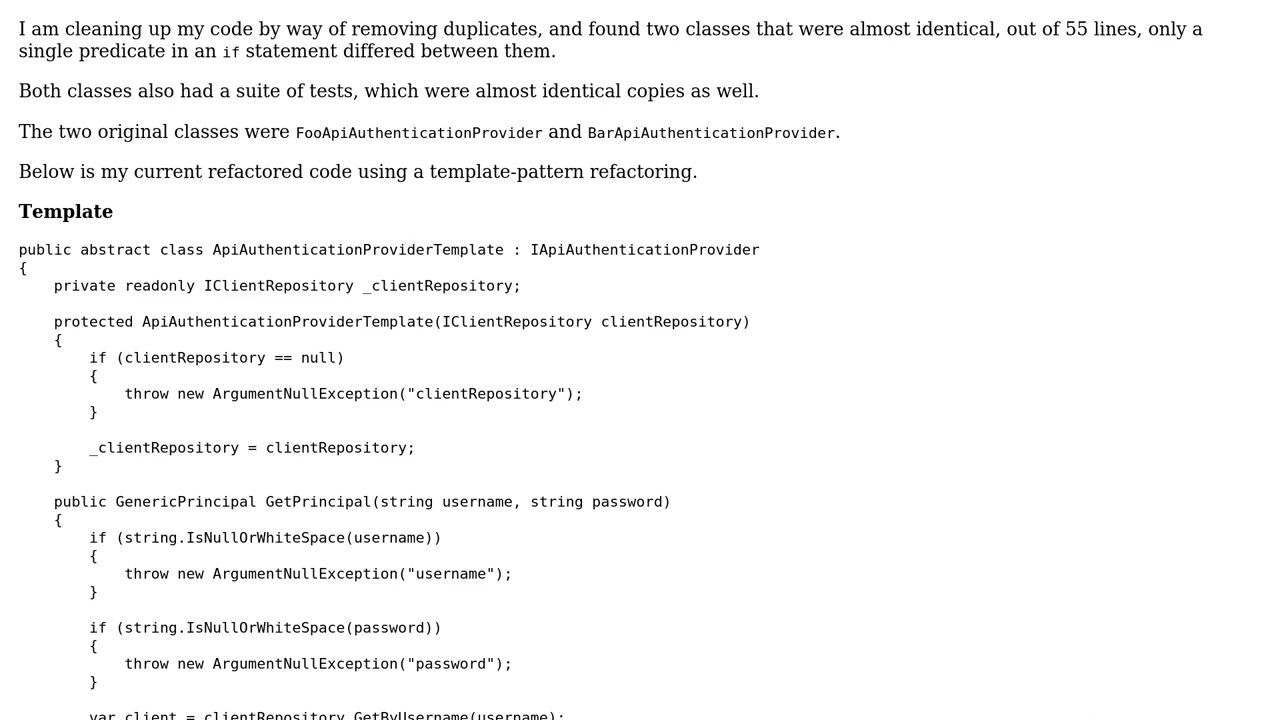 I am cleaning up my code by way of removing duplicates, and found two classes that were almost identical, out of 55 lines, only a
single predicate in an if statement differed between them.
Both classes also had a suite of tests, which were almost identical copies as well.
The two original classes were FooApiAuthenticationProvider and BarApiAuthenticationProvider.
Below is my current refactored code using a template-pattern refactoring.
Template
public abstract class ApiAuthenticationProviderTemplate : IApiAuthenticationProvider
{
    private readonly IClientRepository _clientRepository;
    protected ApiAuthenticationProviderTemplate(IClientRepository clientRepository)
    {
        if (clientRepository == null)
        {
            throw new ArgumentNullException("clientRepository");
        }
        _clientRepository = clientRepository;
    }
    public GenericPrincipal GetPrincipal(string username, string password)
    {
        if (string.IsNullOrWhiteSpace(username))
        {
            throw new ArgumentNullException("username");
        }
        if (string.IsNullOrWhiteSpace(password))
        {
            throw new ArgumentNullException("password");
        }
        var client = clientRepository.GetByUsername(username);